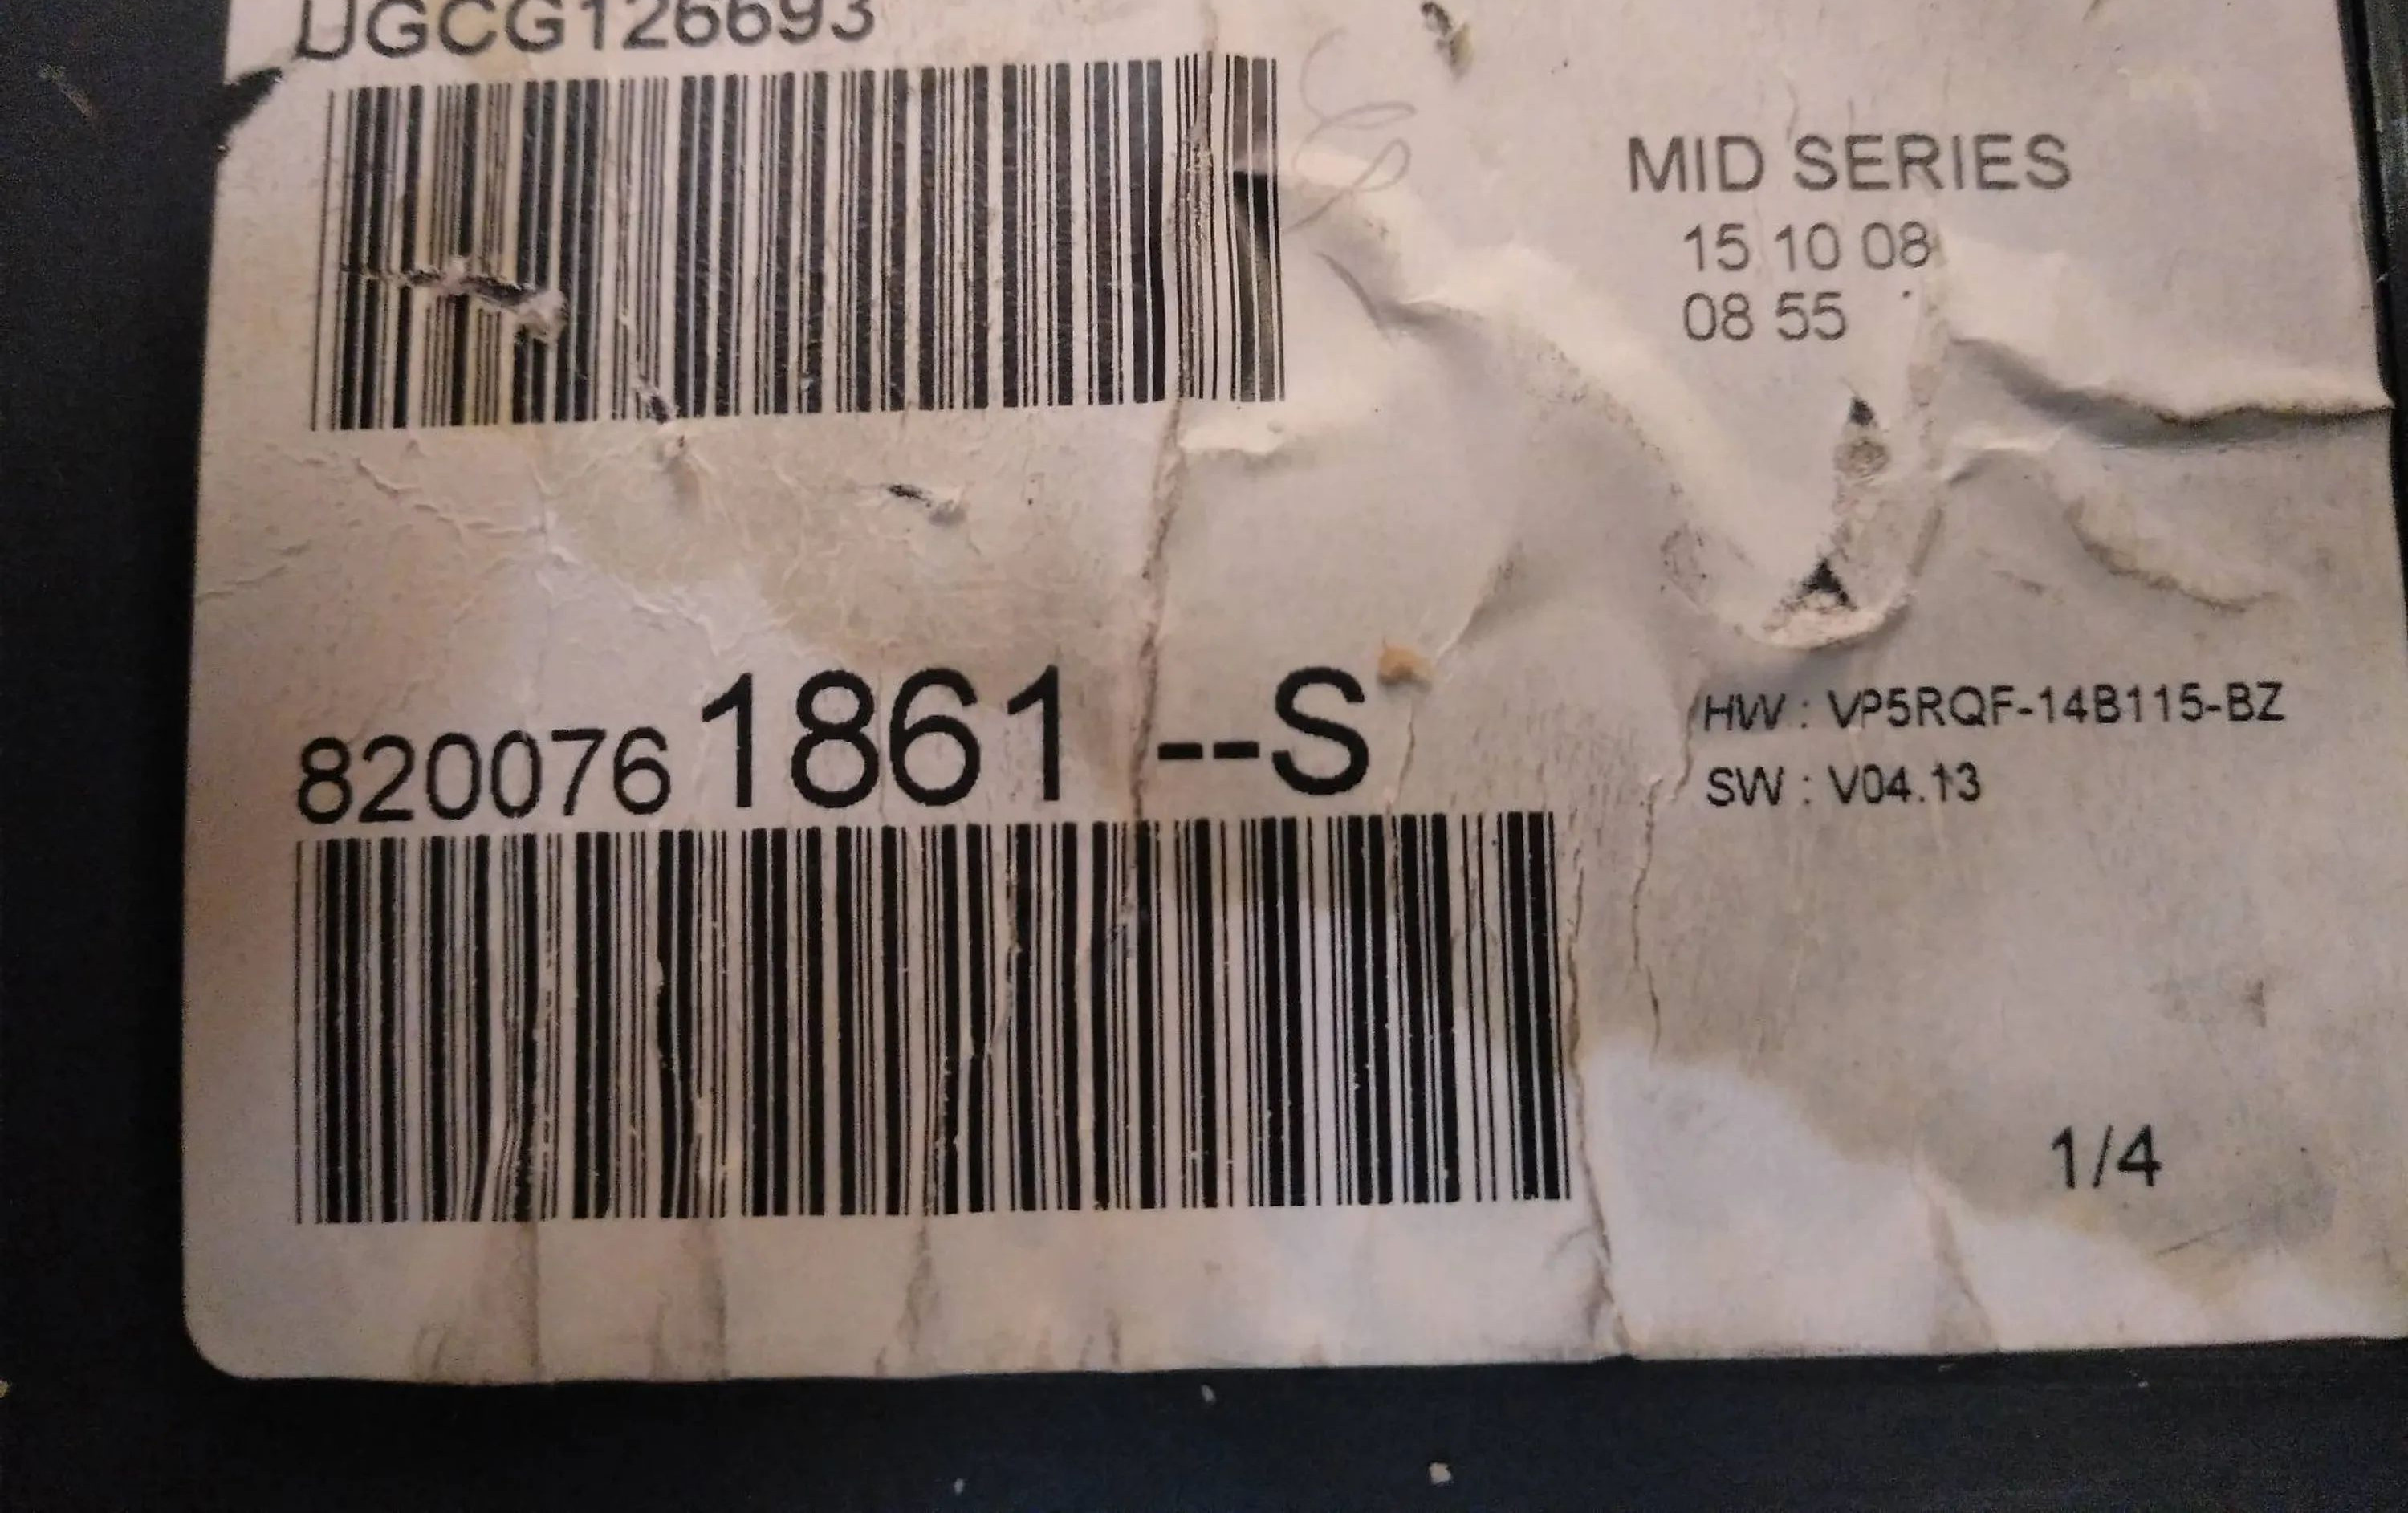 UGCG126693
MID SERIES
15 10 08
08 55
8200761861 --S
HW : VP5RQF-14B115-BZ
SW : V04.13
1/4